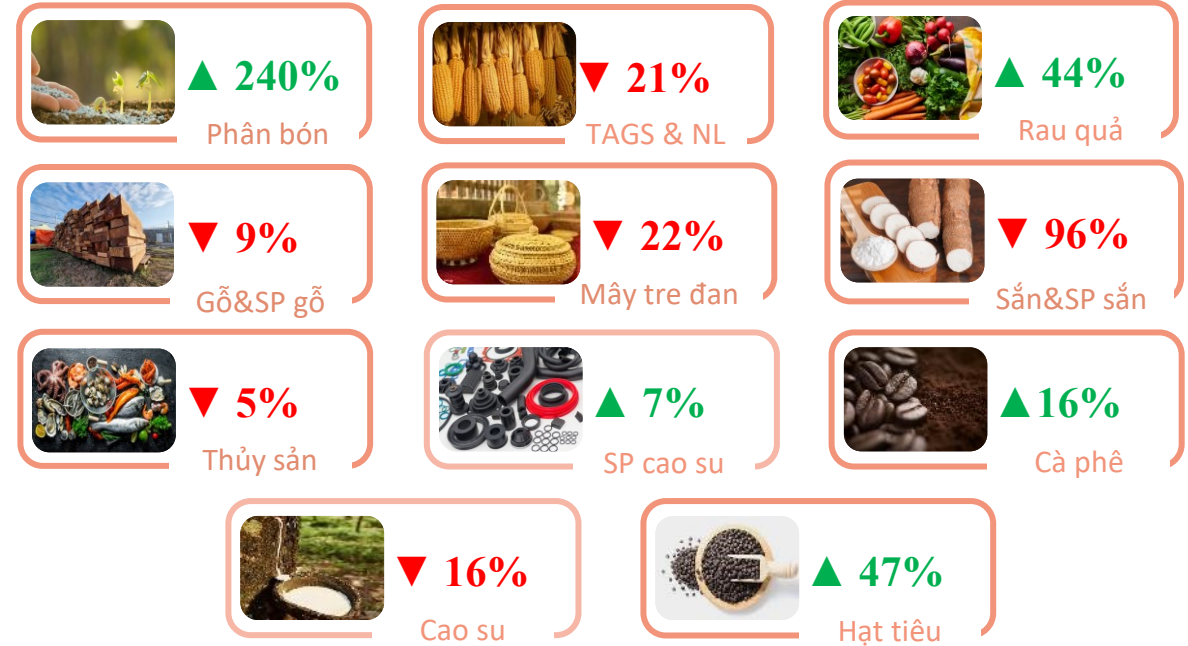 ▲ 240%
Phân bón
▼ 21%
TAGS & NL
▲ 44%
Rau quả
▼ 9%
Gỗ&SP gỗ
▼ 22%
Mây tre đan
▼ 96%
Sắn&SP sắn
▼ 5%
Thủy sản
▲ 7%
SP cao su
▲16%
Cà phê
▼ 16%
Cao su
▲ 47%
Hạt tiêu